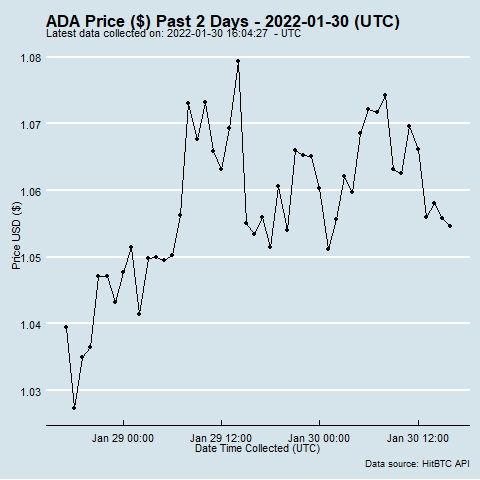 ADA Price ($) Past 2 Days - 2022-01-30 (UTC)
Latest data collected on: 2022-01-30 16:04:27 - UTC
1.08
1.07
1.06
1.05
1.04
1.03
Price USD ($)
Jan 29 00:00 Jan 29 12:00 Jan 30 00:00 Jan 30 12:00
Date Time Collected (UTC)
Data source: HitBTC API